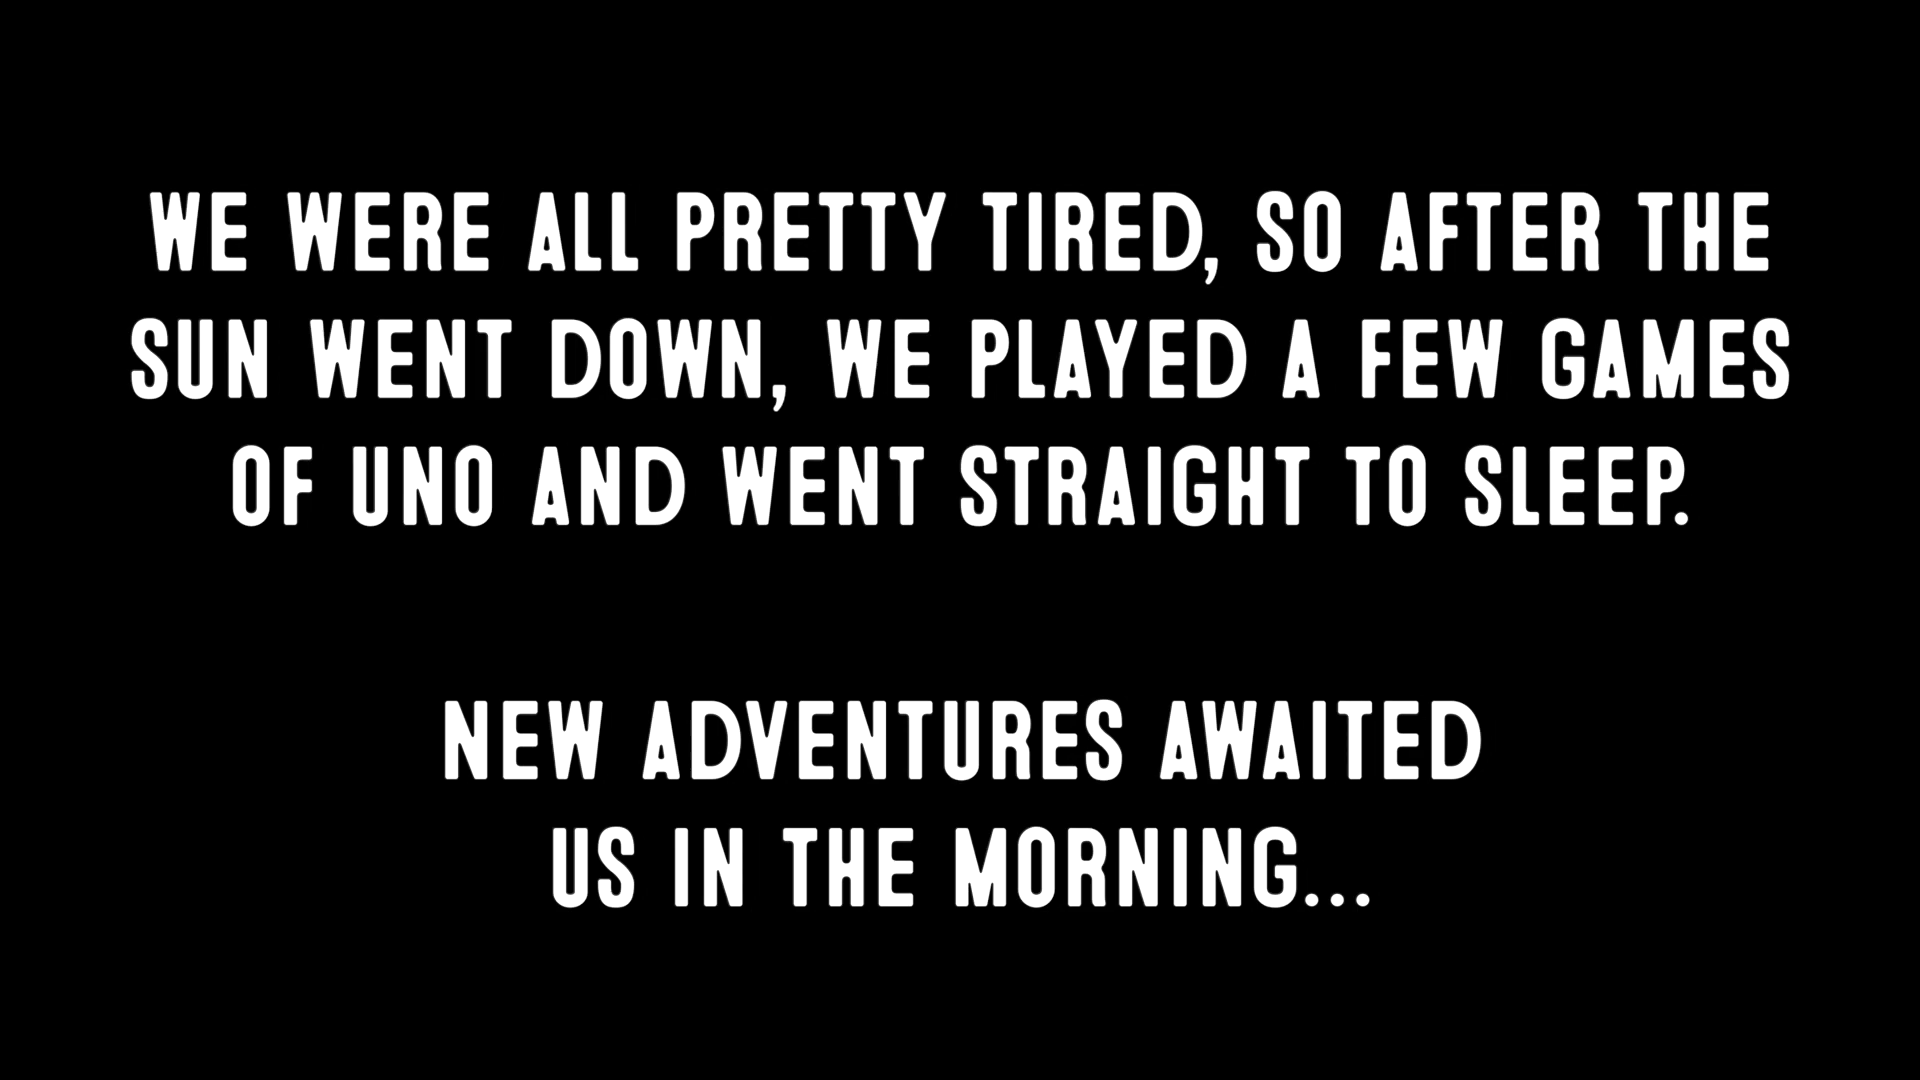 WE WERE ALL PRETTY TIRED, SO AFTER THE
SUN WENT DOWN, WE PLAYED A FEW GAMES
OF UNO AND WENT STRAIGHT TO SLEEP.
NEW ADVENTURES AWAITED
US IN THE MORNING...